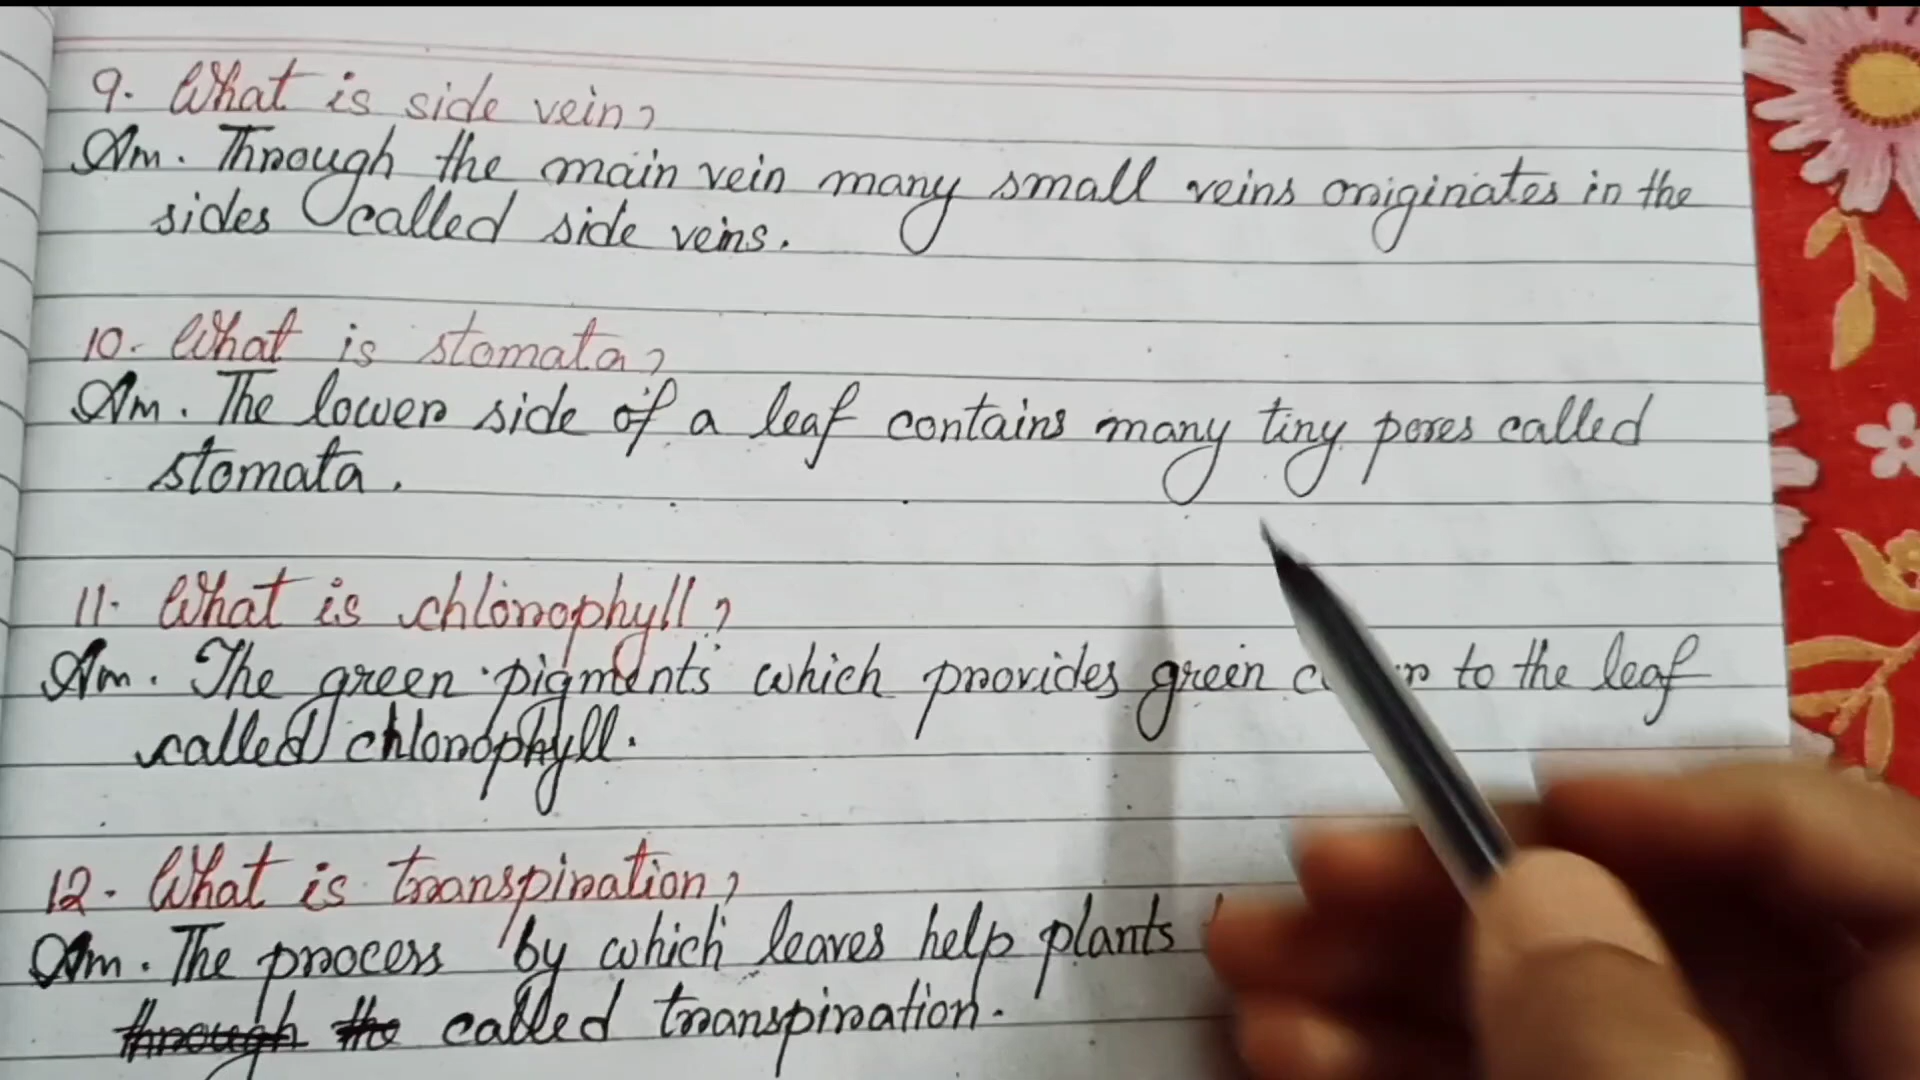 9. What is side vein?
Ans. Through the main vein many small veins originates in the
sides called side veins.
10. What is stomata?
Ans. The lower side of a leaf contains many tiny pores called
stomata.
11. What is chlorophyll?
Ans. The green pigments which provides green to the leaf
called chlorophyll.
12. What is transpiration?
Ans. The process by which leaves help plants
through the called transpiration.